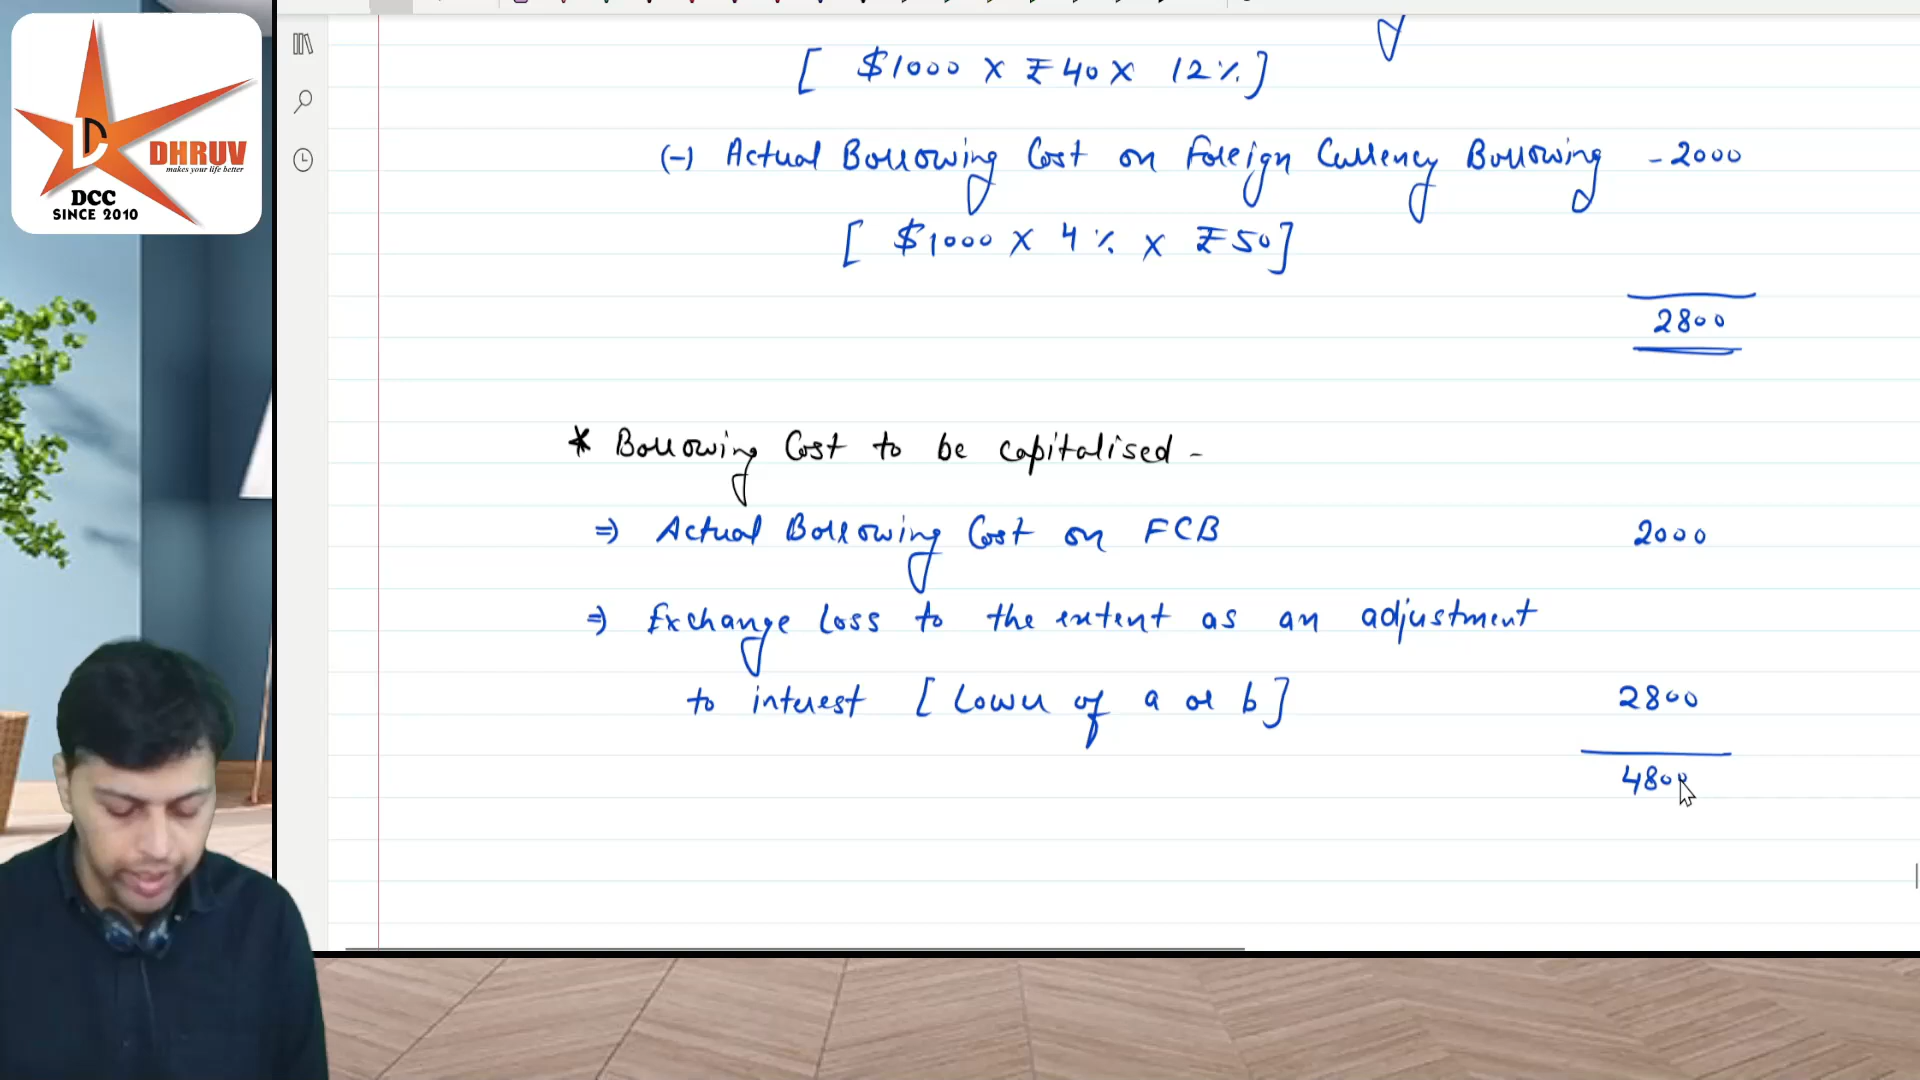 DHRUV
makes your life better
DCC
SINCE 2010
[ $1000 X ₹40 X 12% ]
(-) Actual Borrowing Cost on Foreign Currency Borrowing - 2000
[ $1000 X 4% X ₹50 ]
2800
* Borrowing Cost to be capitalised -
⇒ Actual Borrowing Cost on FCB 2000
⇒ Exchange Loss to the extent as an adjustment
to interest [ Lower of a or b ] 2800
4800